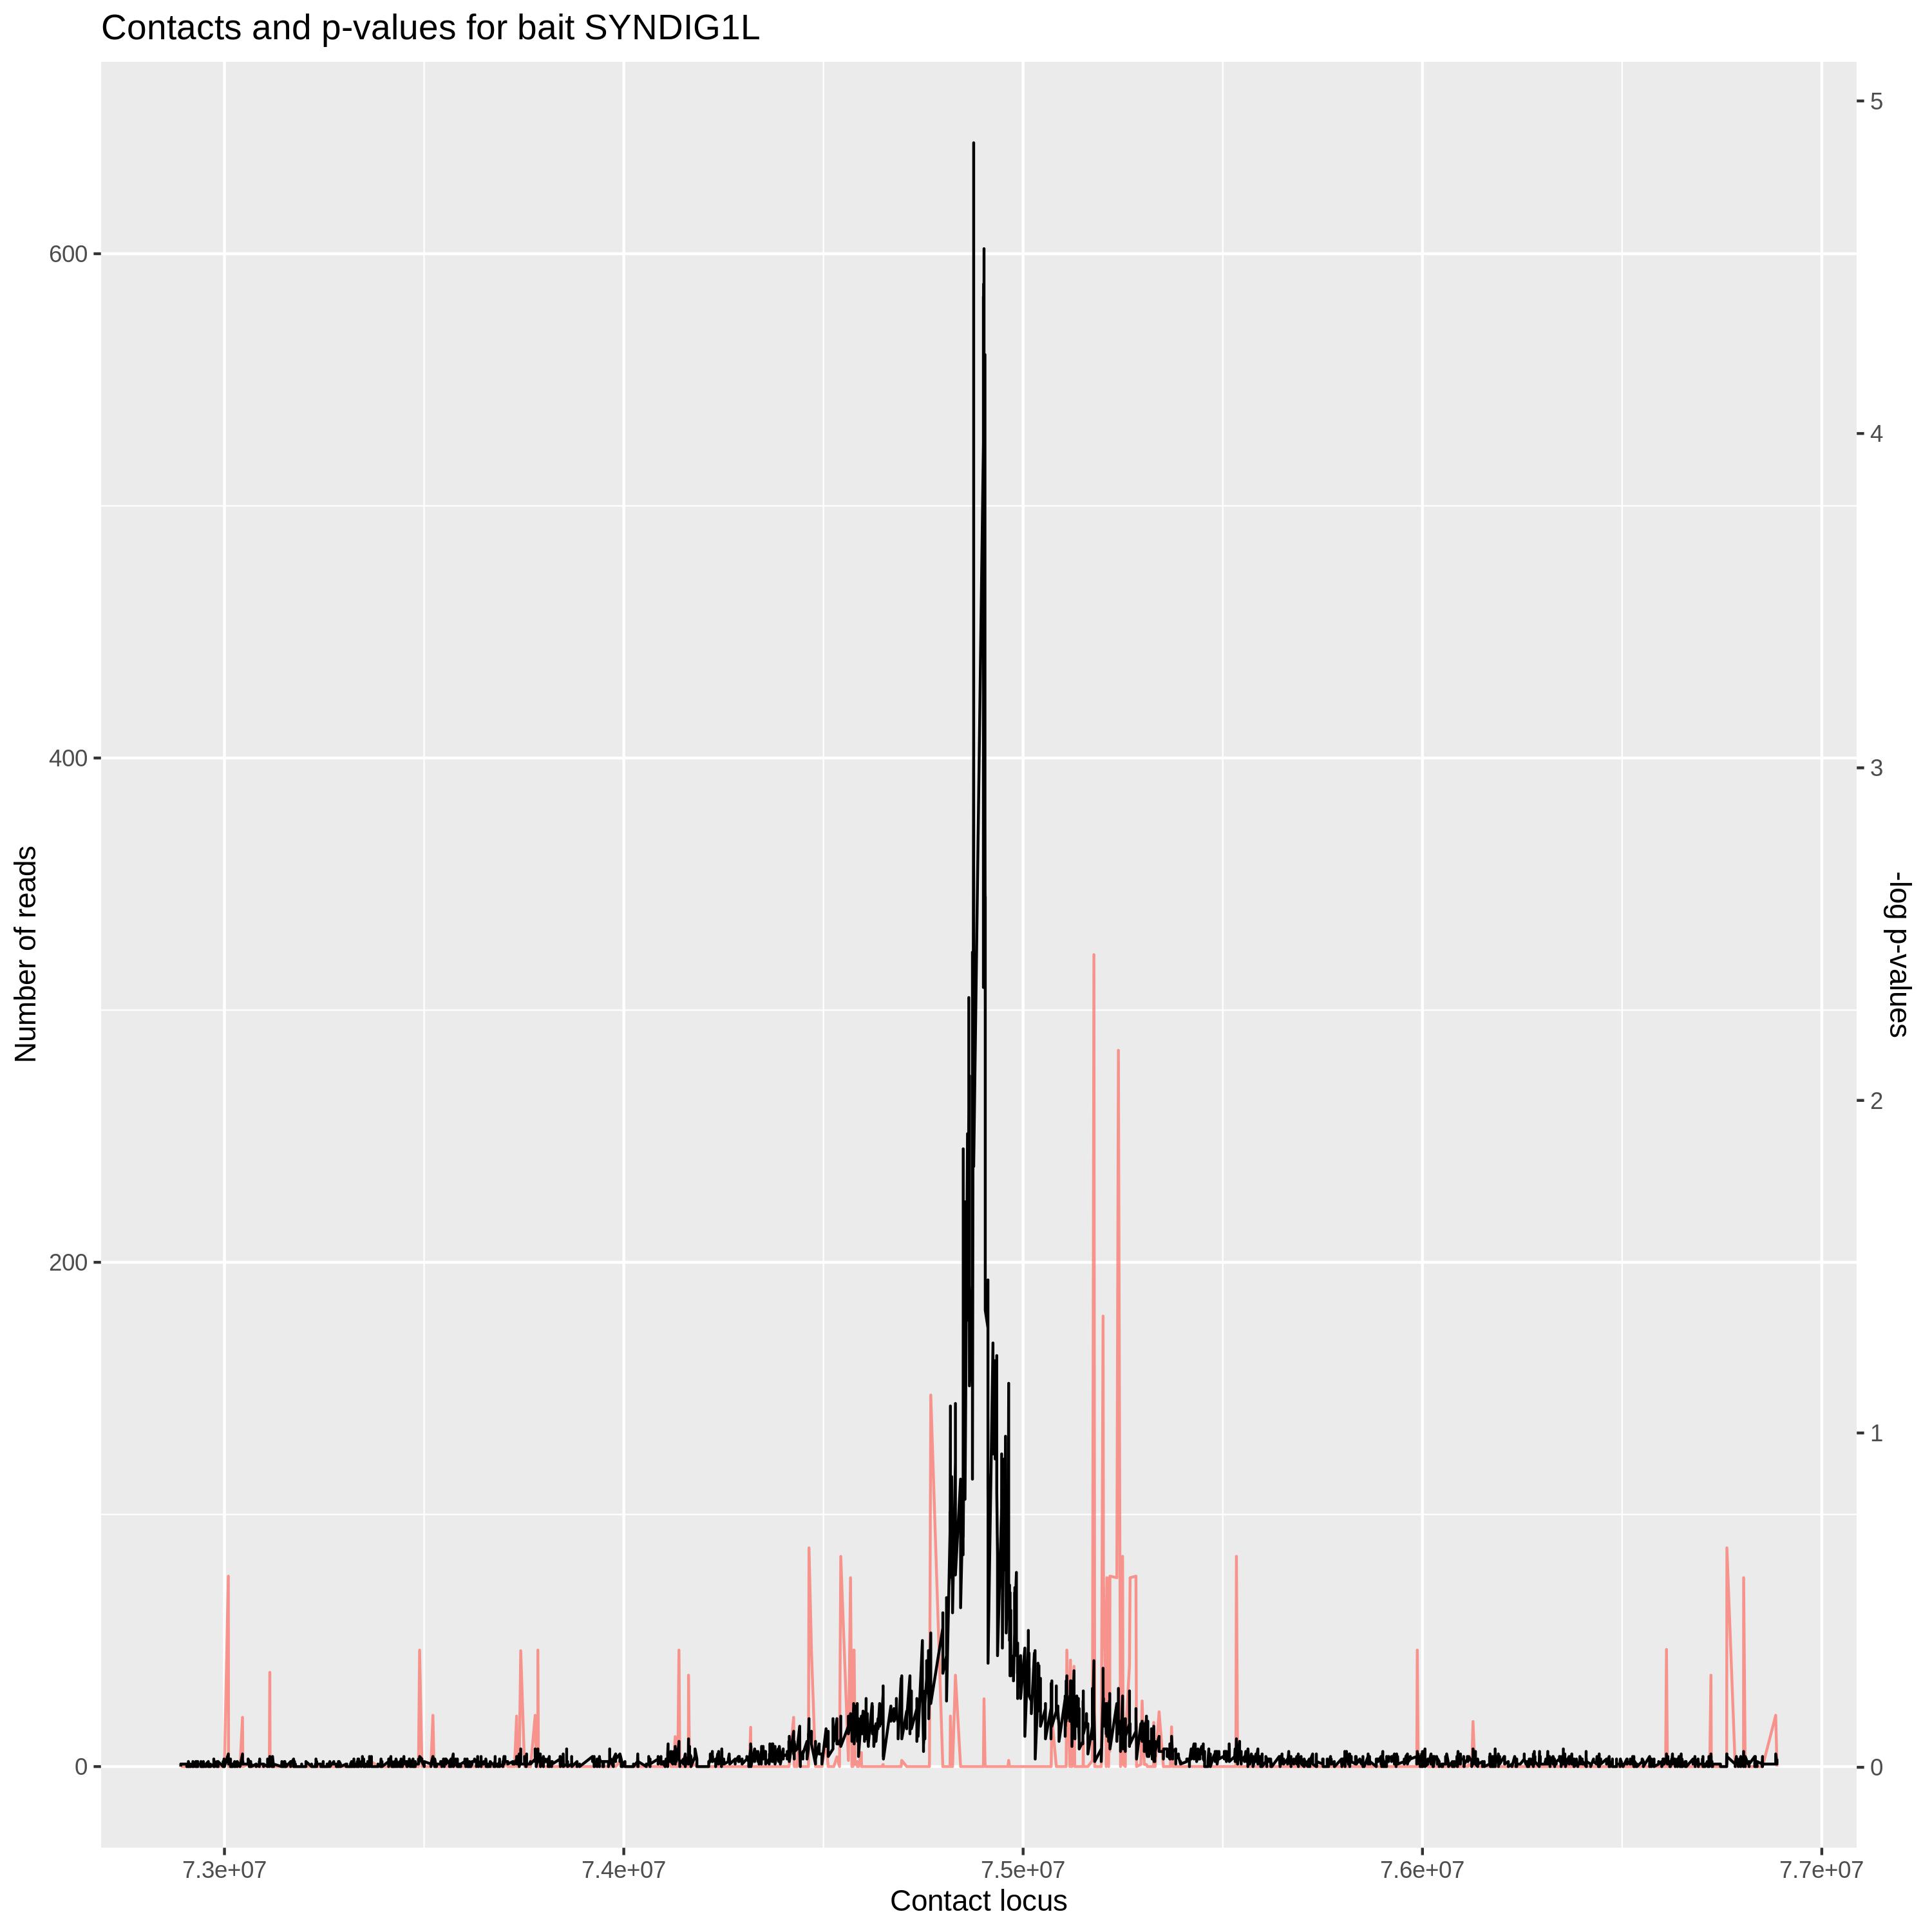 Contacts and p-values for bait SYNDIG1L
600
400
200
0
Number of reads
5
4
3
2
1
0
-log p-values
7.3e+07
7.4e+07
7.5e+07
7.6e+07
7.7e+07
Contact locus